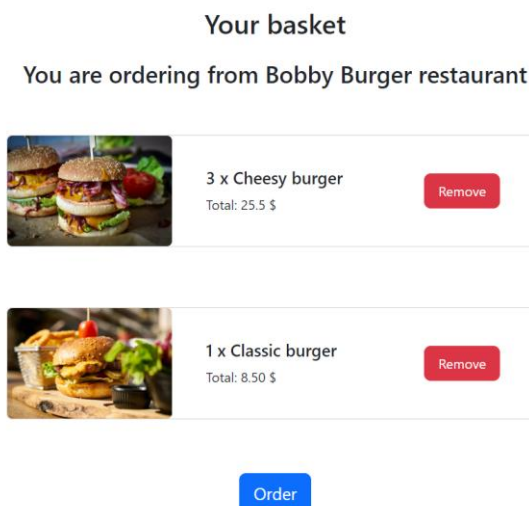 Your basket
You are ordering from Bobby Burger restaurant
3 x Cheesy burger
Total: 25.5 $
Remove
1 x Classic burger
Total: 8.50 $
Remove
Order